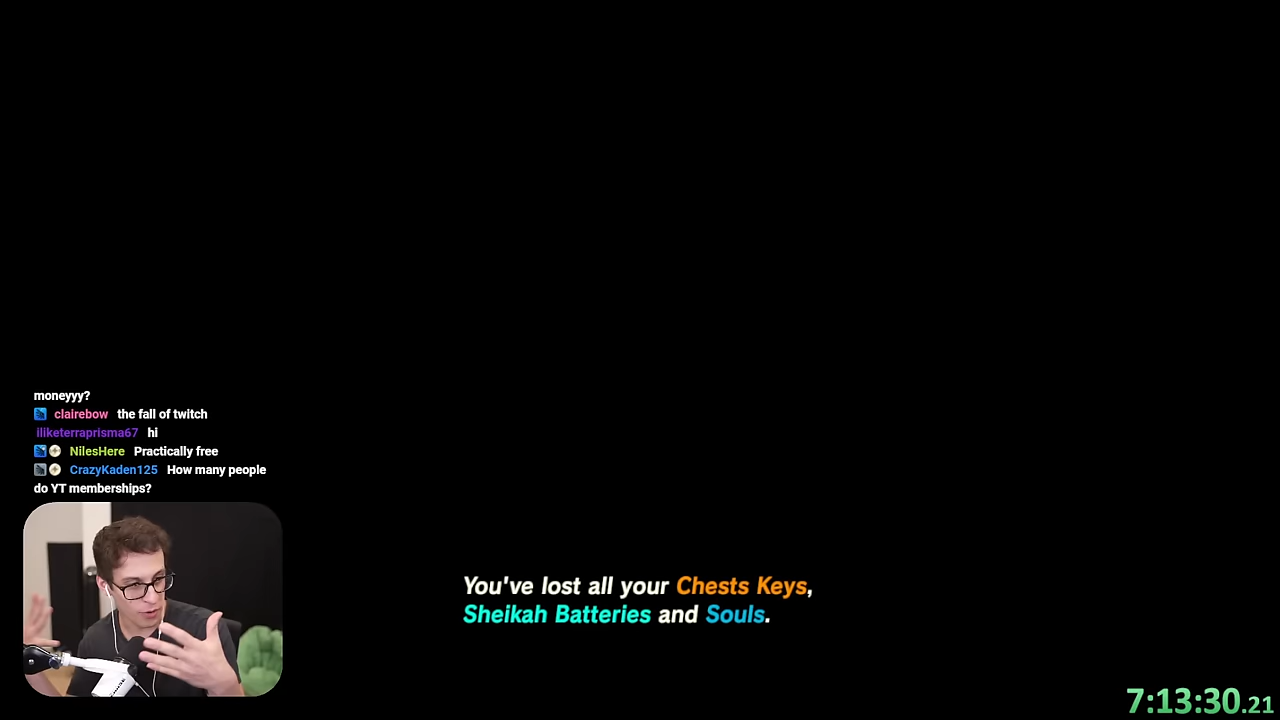 moneyyy?
clairebow the fall of twitch
iliketerraprisma67 hi
NilesHere Practically free
CrazyKaden125 How many people
do YT memberships?
You've lost all your Chests Keys,
Sheikah Batteries and Souls.
7:13:30.21